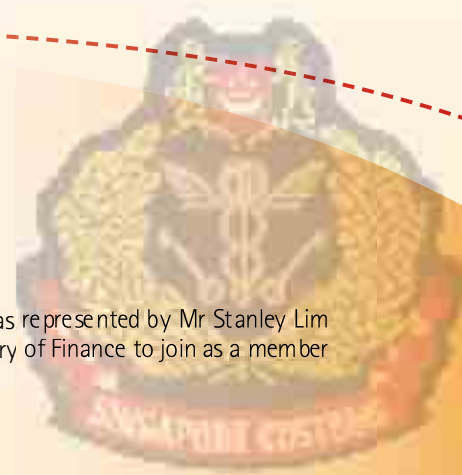 as represented by Mr Stanley Lim
ry of Finance to join as a member
SINGAPORE CUSTOMS